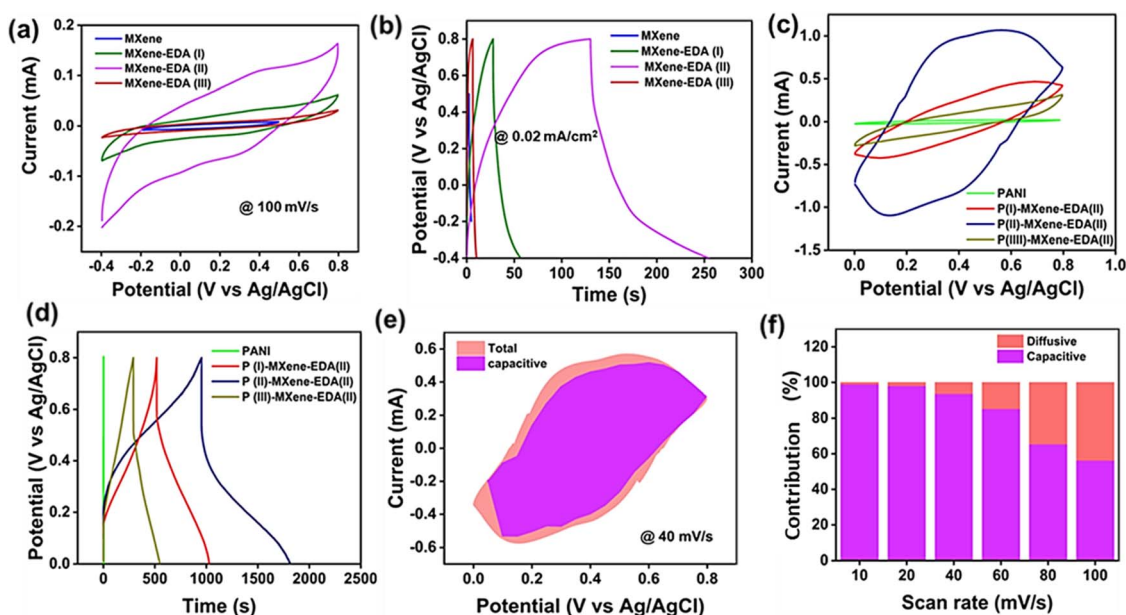 (a)
MXene
MXene-EDA (I)
MXene-EDA (II)
MXene-EDA (III)
@ 100 mV/s
Current (mA)
0.2
0.1
0.0
-0.1
-0.2
-0.4 -0.2 0.0 0.2 0.4 0.6 0.8
Potential (V vs Ag/AgCl)
(b)
MXene
MXene-EDA (I)
MXene-EDA (II)
MXene-EDA (III)
@ 0.02 mA/cm²
Potential (V vs Ag/AgCl)
0.8
0.4
0.0
-0.4
0 50 100 150 200 250 300
Time (s)
(c)
PANI
P(I)-MXene-EDA(II)
P(II)-MXene-EDA(II)
P(IIII)-MXene-EDA(II)
Current (mA)
1.0
0.5
0.0
-0.5
-1.0
-1.5
0.0 0.2 0.4 0.6 0.8 1.0
Potential (V vs Ag/AgCl)
(d)
PANI
P (I)-MXene-EDA(II)
P (II)-MXene-EDA(II)
P (III)-MXene-EDA(II)
Potential (V vs Ag/AgCl)
0.8
0.6
0.4
0.2
0.0
0 500 1000 1500 2000 2500
Time (s)
(e)
Total
capacitive
@ 40 mV/s
Current (mA)
0.6
0.4
0.2
0.0
-0.2
-0.4
-0.6
0.0 0.2 0.4 0.6 0.8
Potential (V vs Ag/AgCl)
(f)
Diffusive
Capacitive
Contribution (%)
120
100
80
60
40
20
0
10 20 40 60 80 100
Scan rate (mV/s)